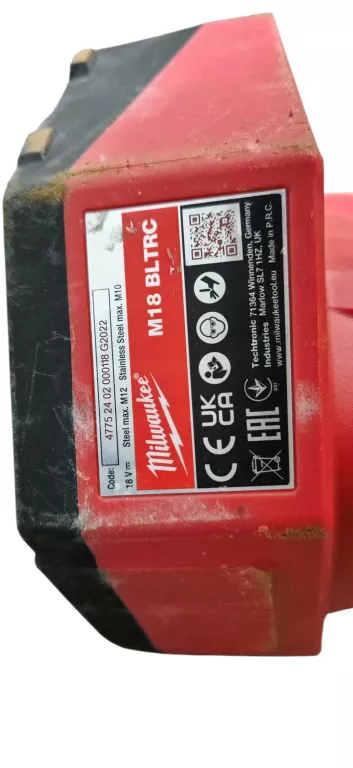 Code: 4775 24 02 000118 G2022
18 V Steel max. M12 Stainless Steel max. M10
Milwaukee
M18 BLTRC
CE UK CA
EAC
Techtronic 71364 Winnenden, Germany
Industries Marlow SL7 1HZ, UK
www.milwaukeetool.eu Made in P.R.C.